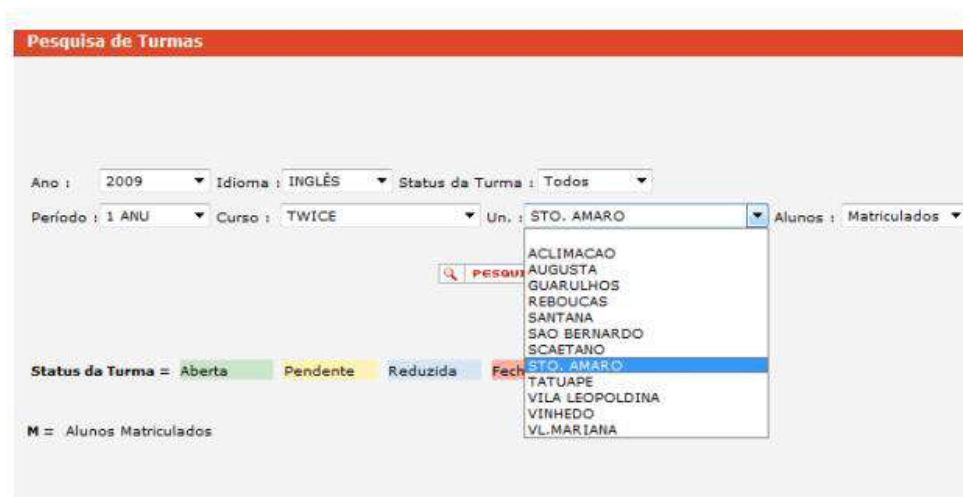 Pesquisa de Turmas
Ano : 2009 Idioma : INGLÊS Status da Turma : Todos
Período : 1 ANU Curso : TWICE Un. : STO. AMARO Alunos : Matriculados
ACLIMACAO
AUGUSTA
GUARULHOS
REBOUCAS
SANTANA
SAO BERNARDO
SCAETANO
STO. AMARO
TATUAPE
VILA LEOPOLDINA
VINHEDO
VL.MARIANA
PESQUI
Status da Turma = Aberta Pendente Reduzida Fech
M = Alunos Matriculados